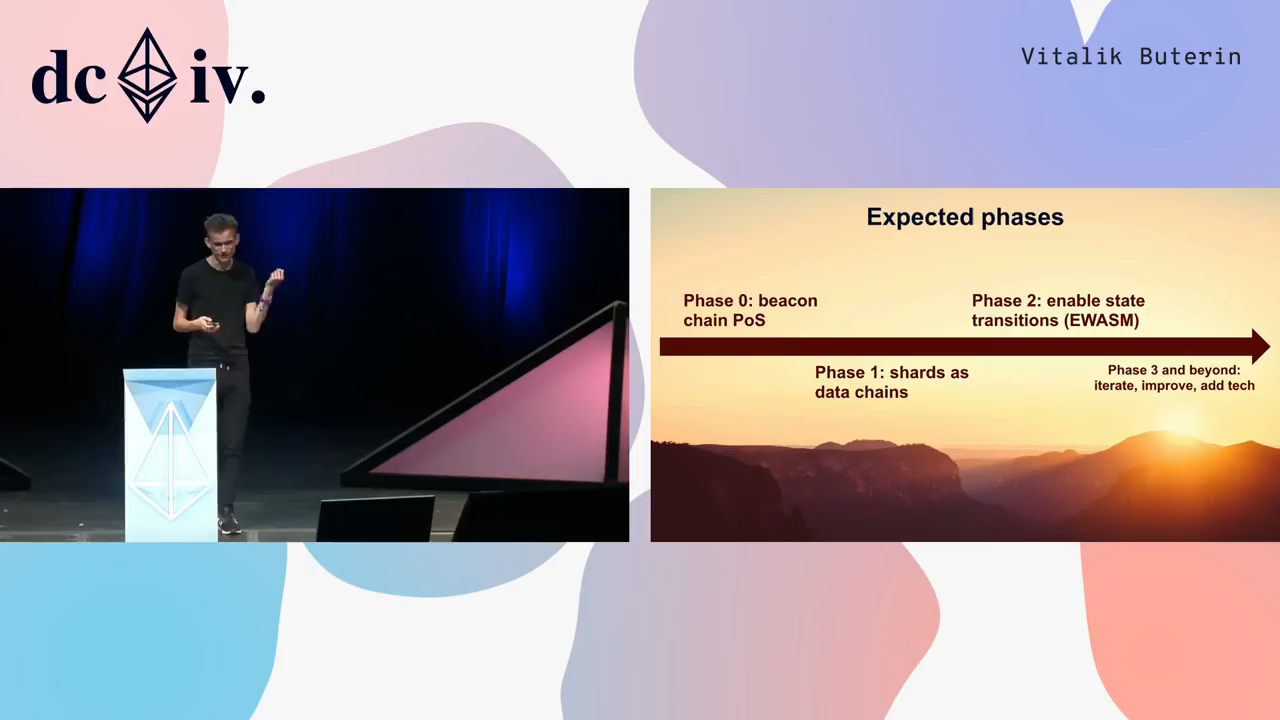 dc iv.
Vitalik Buterin
Expected phases
Phase 0: beacon
chain PoS
Phase 2: enable state
transitions (EWASM)
Phase 1: shards as
data chains
Phase 3 and beyond:
iterate, improve, add tech